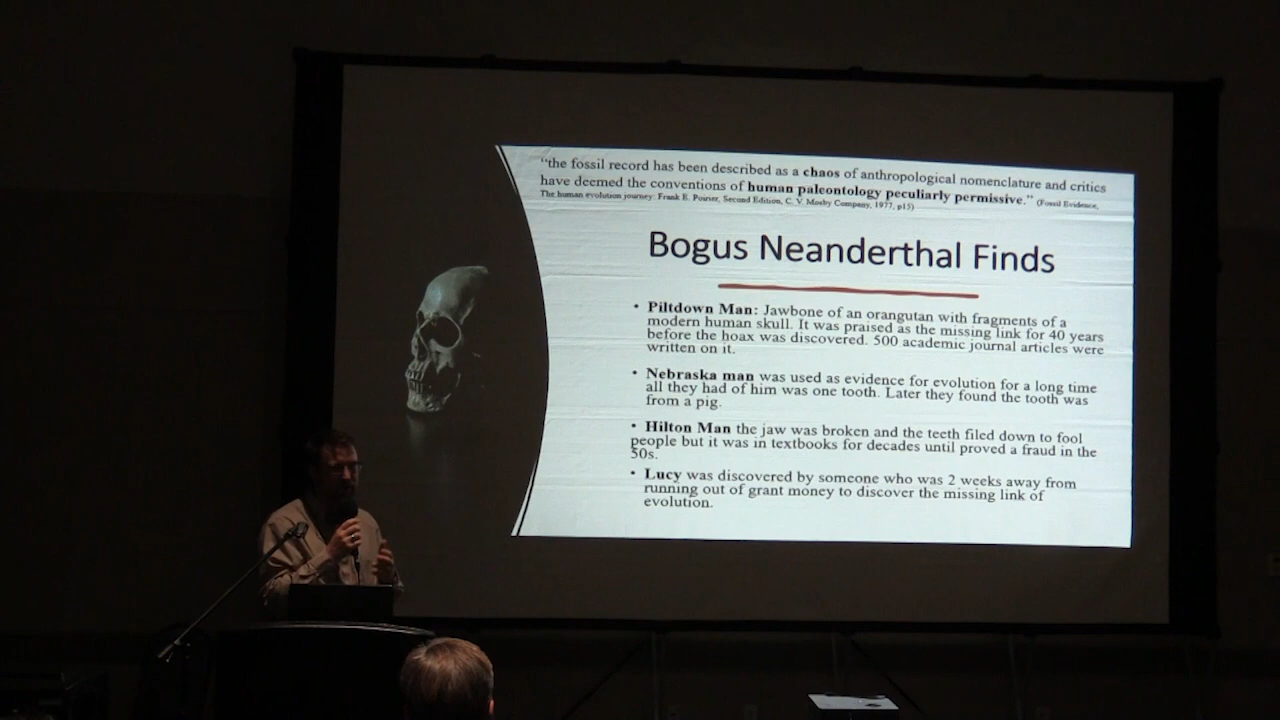 “the fossil record has been described as a chaos of anthropological nomenclature and critics
have deemed the conventions of human paleontology peculiarly permissive.” (Fossil Evidence,
The human evolution journey: Frank E. Poirier, Second Edition, C. V. Mosby Company, 1977, p15)
Bogus Neanderthal Finds
• Piltdown Man: Jawbone of an orangutan with fragments of a
modern human skull. It was praised as the missing link for 40 years
before the hoax was discovered. 500 academic journal articles were
written on it.
• Nebraska man was used as evidence for evolution for a long time
all they had of him was one tooth. Later they found the tooth was
from a pig.
• Hilton Man the jaw was broken and the teeth filed down to fool
people but it was in textbooks for decades until proved a fraud in the
50s.
• Lucy was discovered by someone who was 2 weeks away from
running out of grant money to discover the missing link of
evolution.